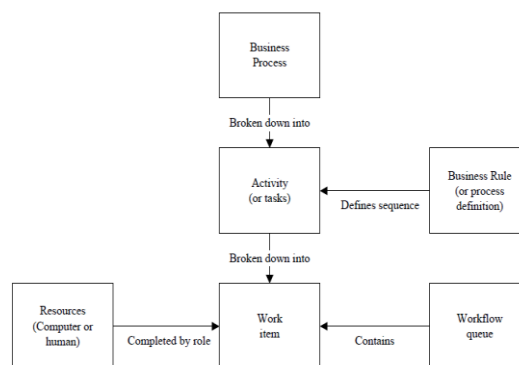 Business
Process
Broken down into
Activity
(or tasks)
Business Rule
(or process
definition)
Defines sequence
Broken down into
Resources
(Computer or
human)
Completed by role
Work
item
Contains
Workflow
queue